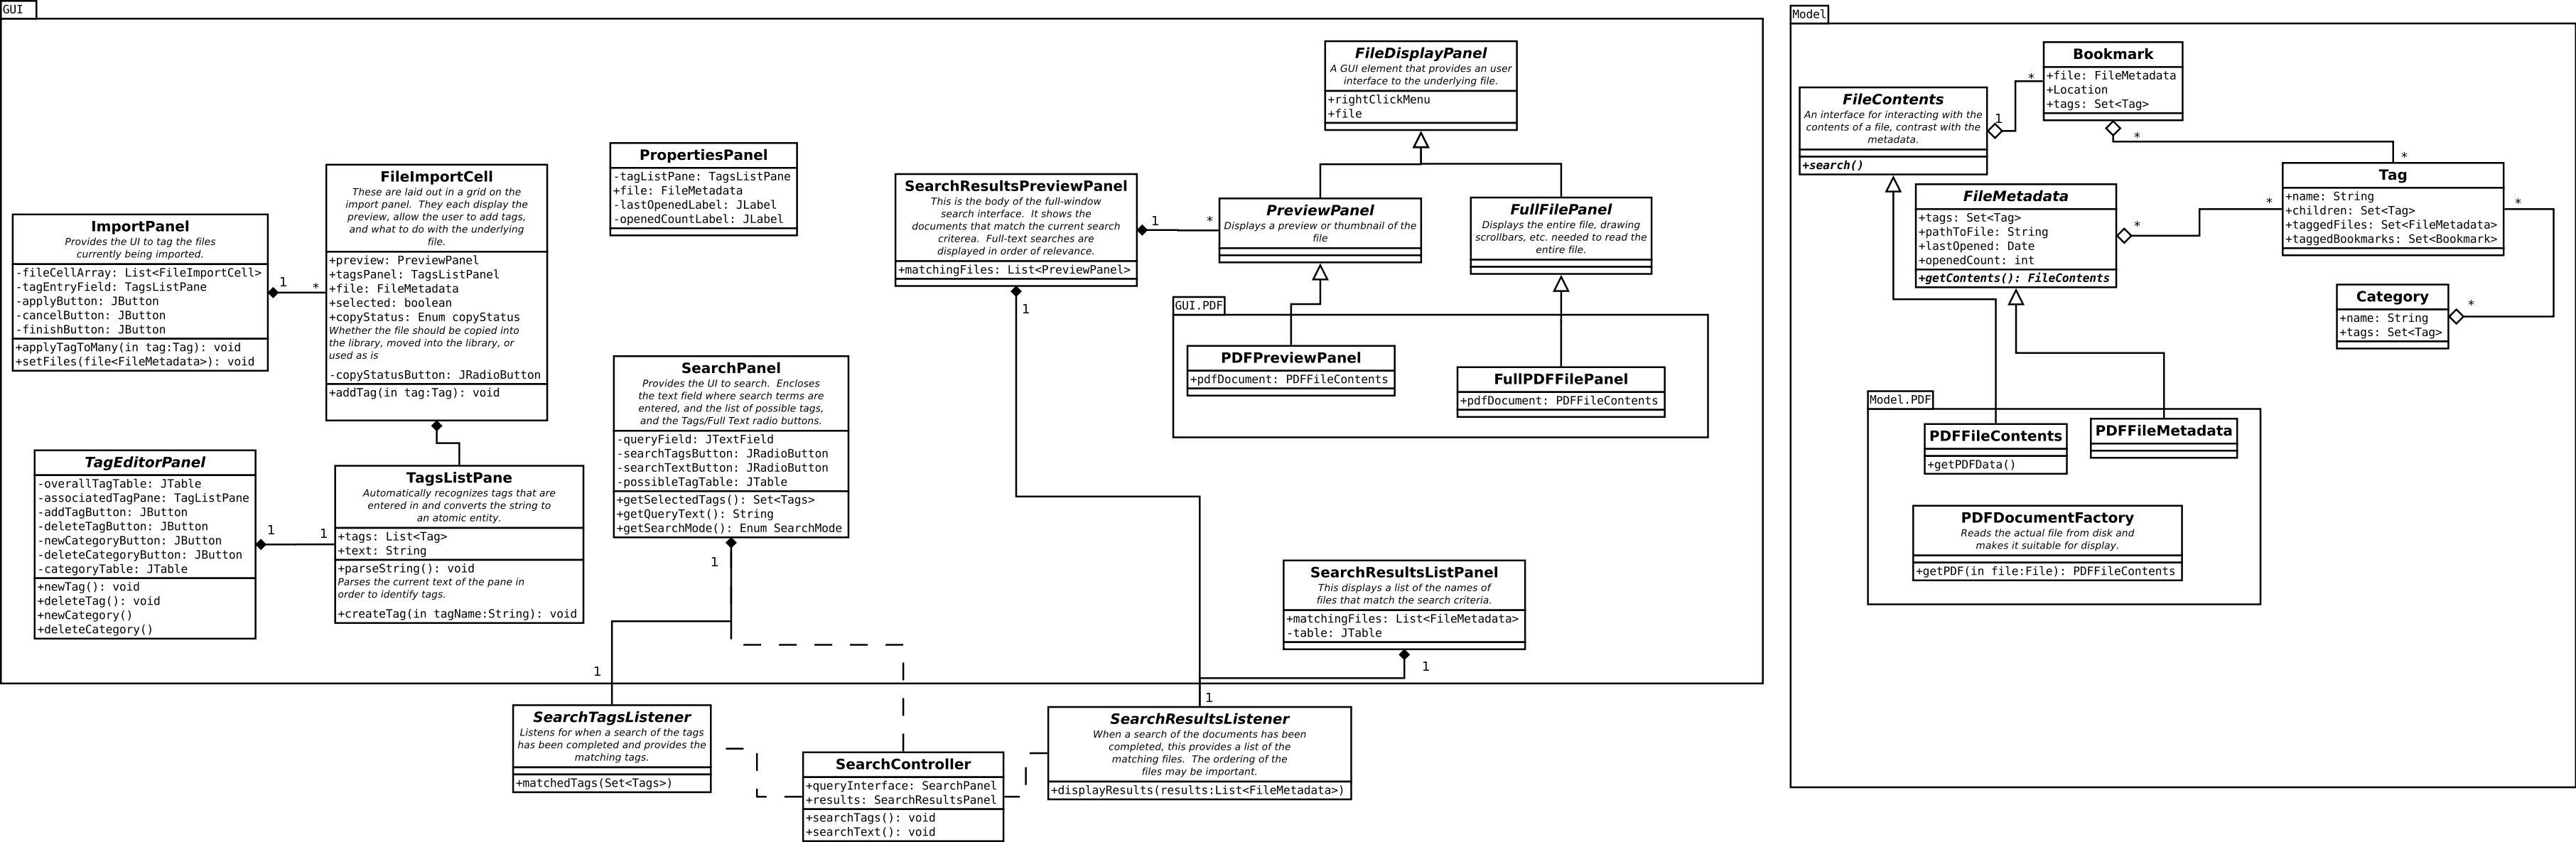 GUI
ImportPanel
Provides the UI to tag the files
currently being imported.
-fileCellArray: List<FileImportCell>
-tagEntryField: TagsListPane
-applyButton: JButton
-cancelButton: JButton
-finishButton: JButton
+applyTagToMany(in tag:Tag): void
+setFiles(file<FileMetadata>): void
1
*
FileImportCell
These are laid out in a grid on the
import panel.  They each display the
preview, allow the user to add tags,
and what to do with the underlying
file.
+preview: PreviewPanel
+tagsPanel: TagsListPanel
+file: FileMetadata
+selected: boolean
+copyStatus: Enum copyStatus
Whether the file should be copied into
the library, moved into the library, or
used as is
-copyStatusButton: JRadioButton
+addTag(in tag:Tag): void
TagEditorPanel
-overallTagTable: JTable
-associatedTagPane: TagListPane
-addTagButton: JButton
-deleteTagButton: JButton
-newCategoryButton: JButton
-deleteCategoryButton: JButton
-categoryTable: JTable
+newTag(): void
+deleteTag(): void
+newCategory()
+deleteCategory()
1
1
TagsListPane
Automatically recognizes tags that are
entered in and converts the string to
an atomic entity.
+tags: List<Tag>
+text: String
+parseString(): void
Parses the current text of the pane in
order to identify tags.
+createTag(in tagName:String): void
PropertiesPanel
-tagListPane: TagsListPane
+file: FileMetadata
-lastOpenedLabel: JLabel
-openedCountLabel: JLabel
SearchPanel
Provides the UI to search.  Encloses
the text field where search terms are
entered, and the list of possible tags,
and the Tags/Full Text radio buttons.
-queryField: JTextField
-searchTagsButton: JRadioButton
-searchTextButton: JRadioButton
-possibleTagTable: JTable
+getSelectedTags(): Set<Tags>
+getQueryText(): String
+getSearchMode(): Enum SearchMode
1
1
SearchResultsPreviewPanel
This is the body of the full-window
search interface.  It shows the
documents that match the current search
criterea.  Full-text searches are
displayed in order of relevance.
+matchingFiles: List<PreviewPanel>
1
*
1
FileDisplayPanel
A GUI element that provides an user
interface to the underlying file.
+rightClickMenu
+file
PreviewPanel
Displays a preview or thumbnail of the
file
FullFilePanel
Displays the entire file, drawing
scrollbars, etc. needed to read the
entire file.
GUI.PDF
PDFPreviewPanel
+pdfDocument: PDFFileContents
FullPDFFilePanel
+pdfDocument: PDFFileContents
SearchResultsListPanel
This displays a list of the names of
files that match the search criteria.
+matchingFiles: List<FileMetadata>
-table: JTable
1
1
SearchTagsListener
Listens for when a search of the tags
has been completed and provides the
matching tags.
+matchedTags(Set<Tags>)
SearchController
+queryInterface: SearchPanel
+results: SearchResultsPanel
+searchTags(): void
+searchText(): void
SearchResultsListener
When a search of the documents has been
completed, this provides a list of the
matching files.  The ordering of the
files may be important.
+displayResults(results:List<FileMetadata>)
Model
FileContents
An interface for interacting with the
contents of a file, contrast with the
metadata.
+search()
1
*
Bookmark
+file: FileMetadata
+Location
+tags: Set<Tag>
*
*
FileMetadata
+tags: Set<Tag>
+pathToFile: String
+lastOpened: Date
+openedCount: int
+getContents(): FileContents
*
*
Tag
+name: String
+children: Set<Tag>
+taggedFiles: Set<FileMetadata>
+taggedBookmarks: Set<Bookmark>
*
Category
+name: String
+tags: Set<Tag>
*
Model.PDF
PDFFileContents
+getPDFData()
PDFFileMetadata
PDFDocumentFactory
Reads the actual file from disk and
makes it suitable for display.
+getPDF(in file:File): PDFFileContents